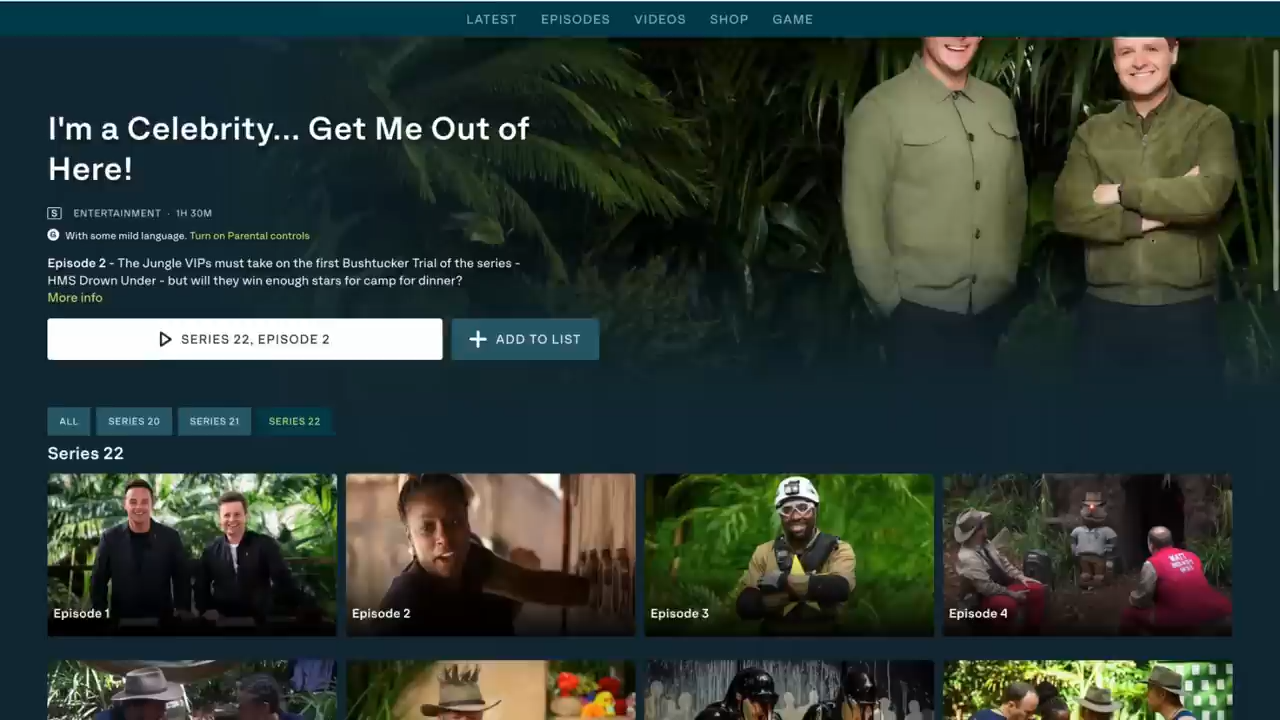 LATEST EPISODES VIDEOS SHOP GAME
I'm a Celebrity... Get Me Out of
Here!
S ENTERTAINMENT · 1H 30M
G With some mild language. Turn on Parental controls
Episode 2 - The Jungle VIPs must take on the first Bushtucker Trial of the series -
HMS Drown Under - but will they win enough stars for camp for dinner?
More info
SERIES 22, EPISODE 2
ADD TO LIST
ALL SERIES 20 SERIES 21 SERIES 22
Series 22
Episode 1
Episode 2
Episode 3
Episode 4
MATT